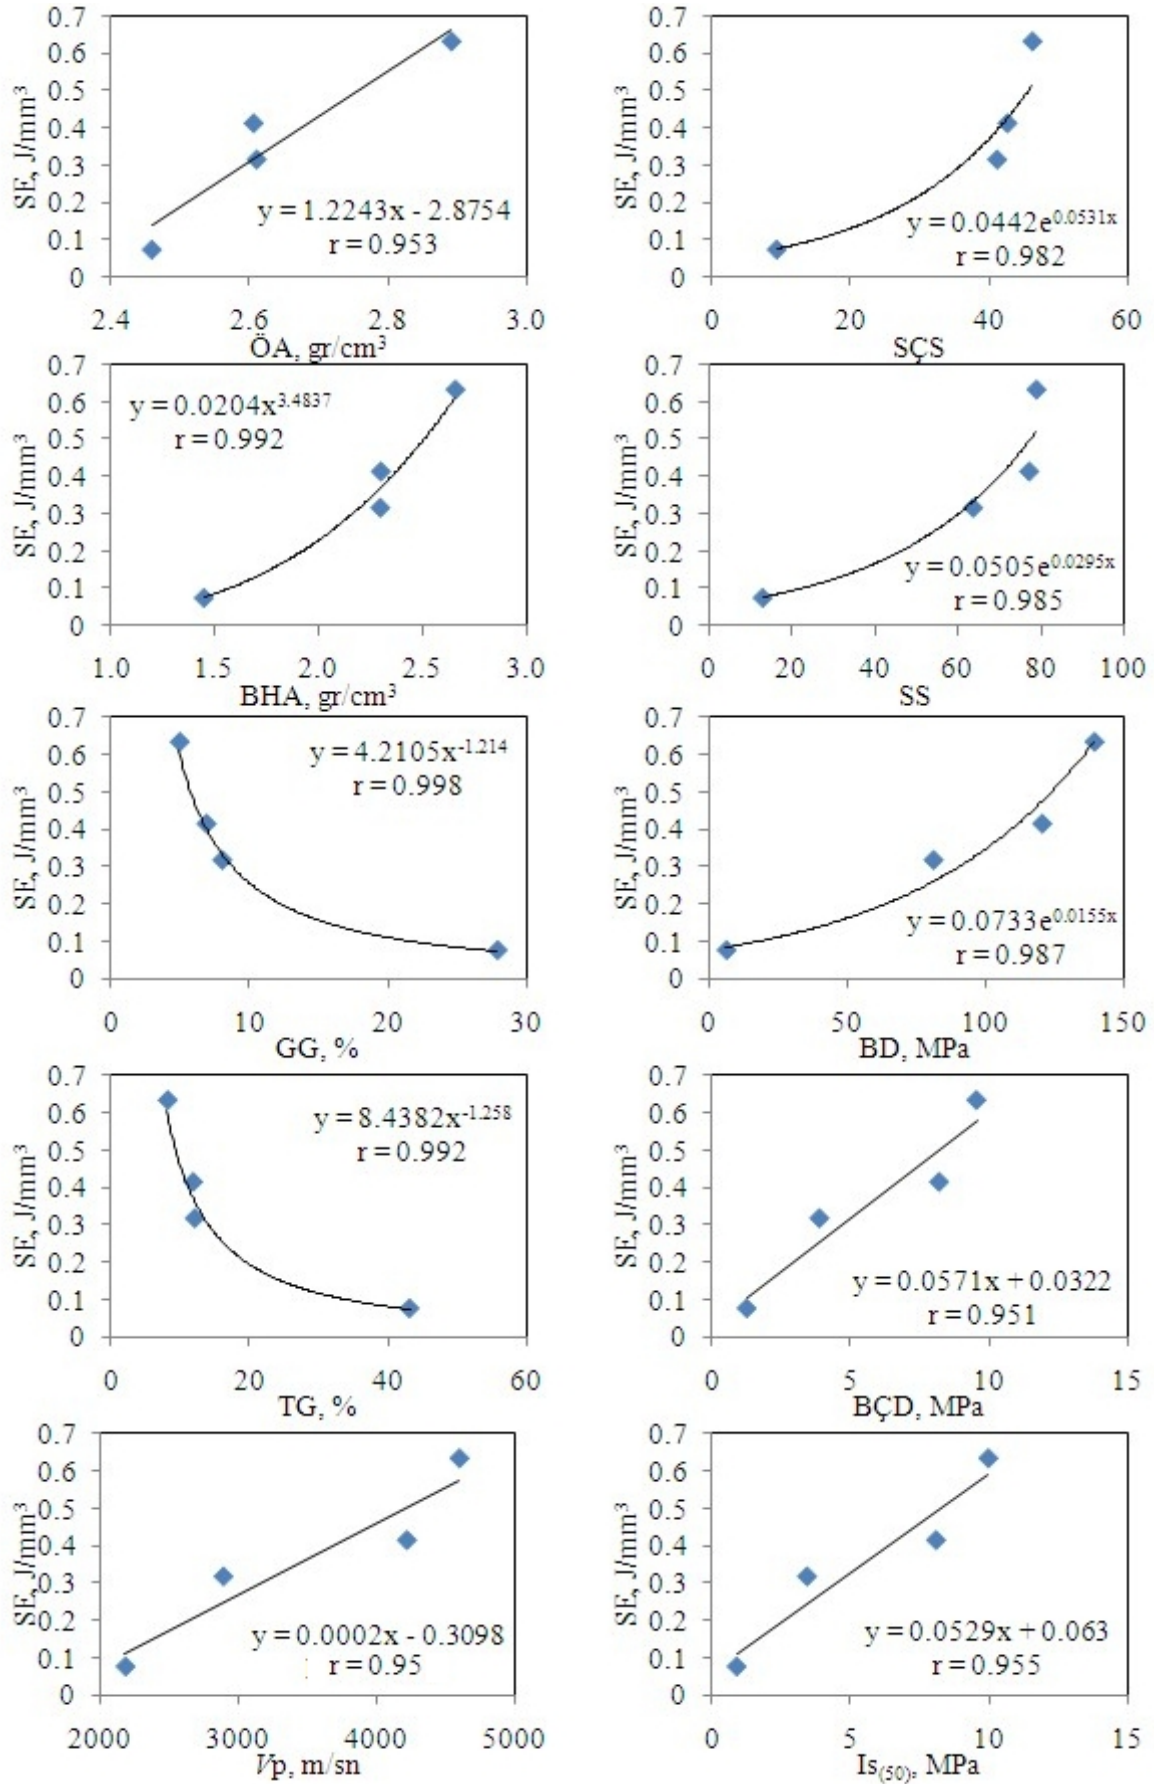 0.7
0.6
0.5
0.4
0.3
0.2
0.1
0
SE, J/mm³
y = 1.2243x - 2.8754
r = 0.953
2.4 2.6 2.8 3.0
ÖA, gr/cm³
0.7
0.6
0.5
0.4
0.3
0.2
0.1
0
SE, J/mm³
y = 0.0442e^0.0531x
r = 0.982
0 20 40 60
SÇS
0.7
0.6
0.5
0.4
0.3
0.2
0.1
0
SE, J/mm³
y = 0.0204x^3.4837
r = 0.992
1.0 1.5 2.0 2.5 3.0
BHA, gr/cm³
0.7
0.6
0.5
0.4
0.3
0.2
0.1
0
SE, J/mm³
y = 0.0505e^0.0295x
r = 0.985
0 20 40 60 80 100
SS
0.7
0.6
0.5
0.4
0.3
0.2
0.1
0
SE, J/mm³
y = 4.2105x^-1.214
r = 0.998
0 10 20 30
GG, %
0.7
0.6
0.5
0.4
0.3
0.2
0.1
0
SE, J/mm³
y = 0.0733e^0.0155x
r = 0.987
0 50 100 150
BD, MPa
0.7
0.6
0.5
0.4
0.3
0.2
0.1
0
SE, J/mm³
y = 8.4382x^-1.258
r = 0.992
0 20 40 60
TG, %
0.7
0.6
0.5
0.4
0.3
0.2
0.1
0
SE, J/mm³
y = 0.0571x + 0.0322
r = 0.951
0 5 10 15
BÇD, MPa
0.7
0.6
0.5
0.4
0.3
0.2
0.1
0
SE, J/mm³
y = 0.0002x - 0.3098
r = 0.95
2000 3000 4000 5000
Vp, m/sn
0.7
0.6
0.5
0.4
0.3
0.2
0.1
0
SE, J/mm³
y = 0.0529x + 0.063
r = 0.955
0 5 10 15
Is(50), MPa